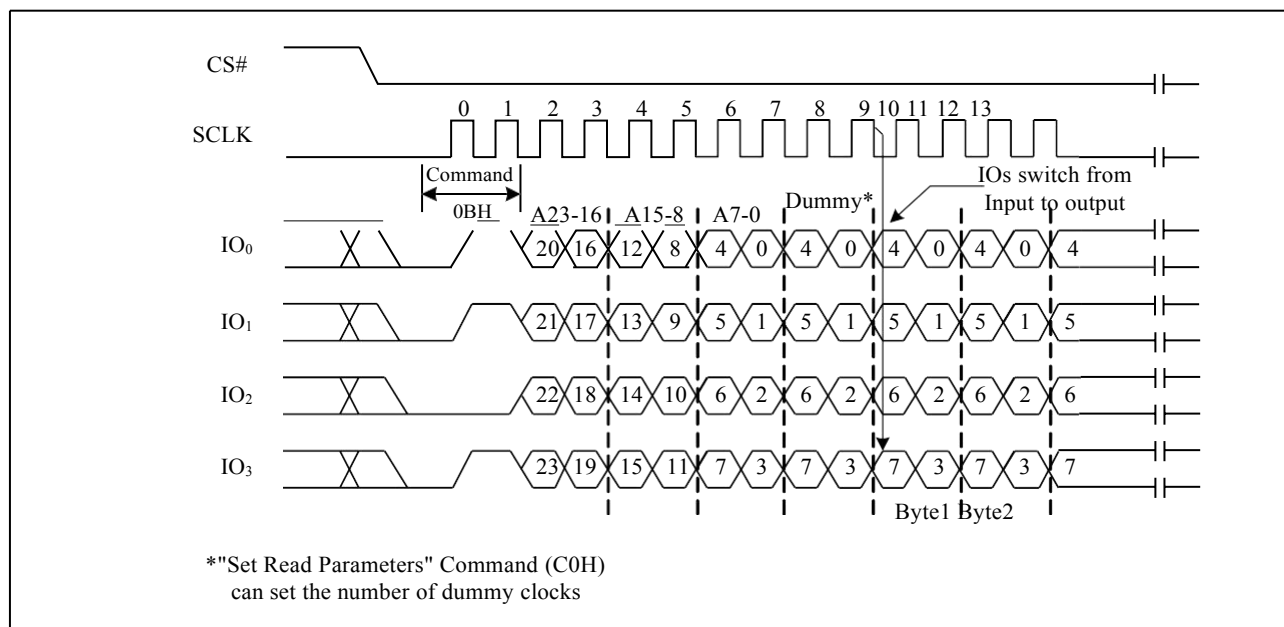 CS#
0 1 2 3 4 5 6 7 8 9 10 11 12 13
SCLK
Command
IOs switch from
Input to output
Dummy*
0BH A23-16 A15-8 A7-0
IO0 20 16 12 8 4 0 4 0 4 0 4 0 4
IO1 21 17 13 9 5 1 5 1 5 1 5 1 5
IO2 22 18 14 10 6 2 6 2 6 2 6 2 6
IO3 23 19 15 11 7 3 7 3 7 3 7 3 7
Byte1 Byte2
*"Set Read Parameters" Command (C0H)
can set the number of dummy clocks